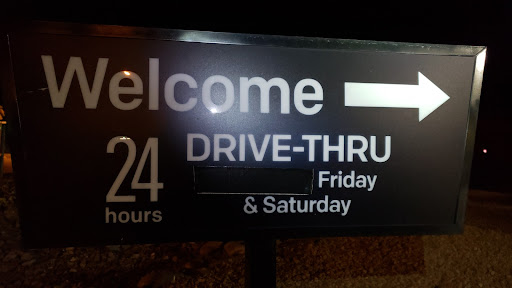 Welcome
24
hours
DRIVE-THRU
Friday
& Saturday